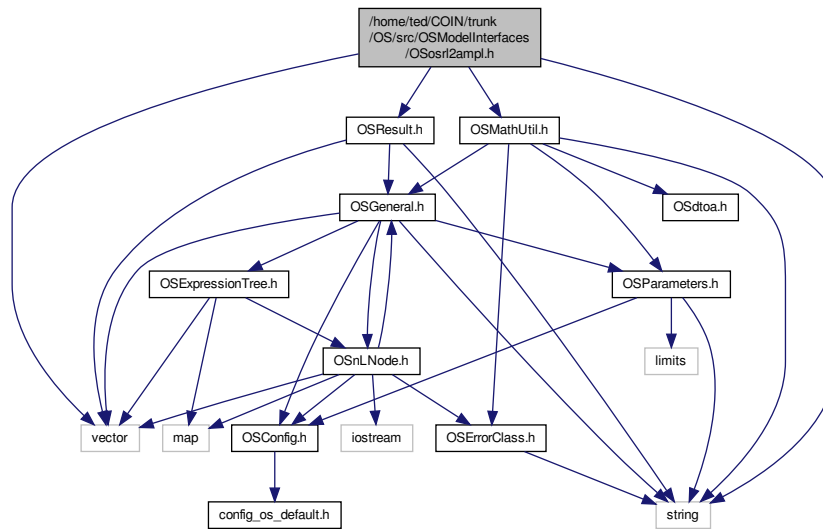 /home/ted/COIN/trunk
/OS/src/OSModelInterfaces
/OSosrl2ampl.h
OSResult.h
OSMathUtil.h
OSGeneral.h
OSdtoa.h
OSExpressionTree.h
OSParameters.h
OSnLNode.h
limits
vector
map
OSConfig.h
iostream
OSErrorClass.h
string
config_os_default.h